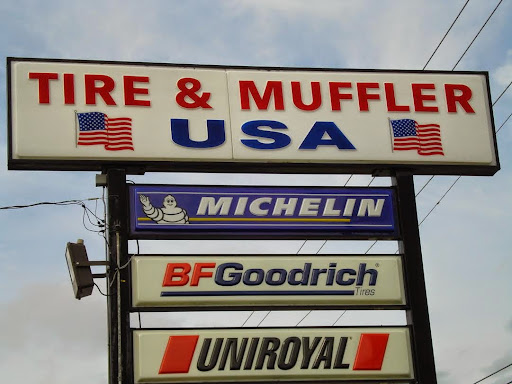 TIRE & MUFFLER
USA
MICHELIN
BFGoodrich®
Tires
UNIROYAL